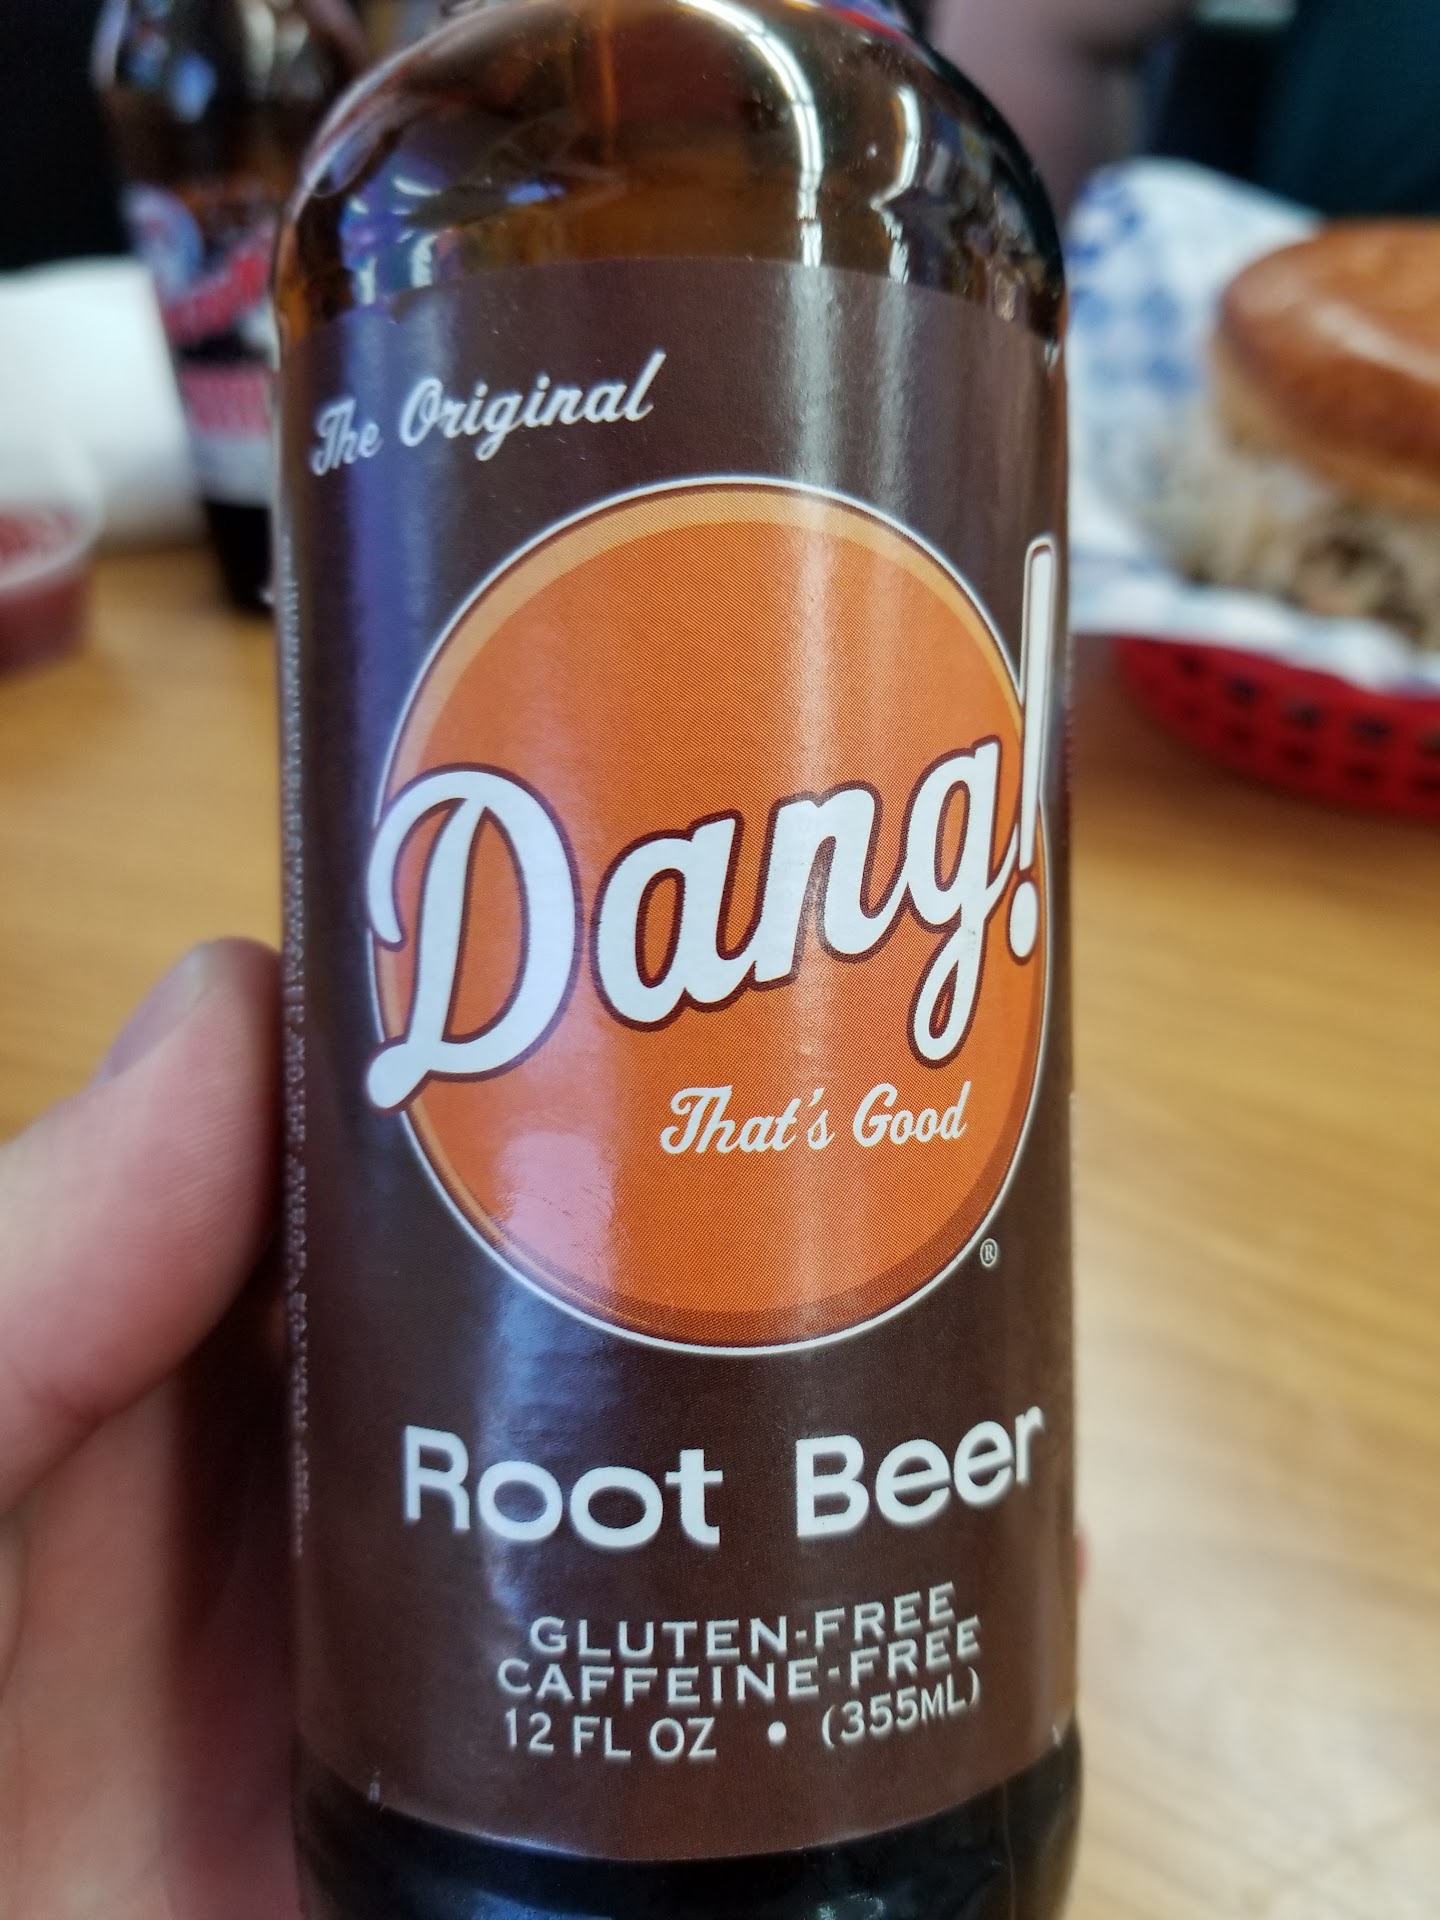 The Original
Dang!
That's Good
®
Root Beer
GLUTEN-FREE
CAFFEINE-FREE
12 FL OZ • (355ML)